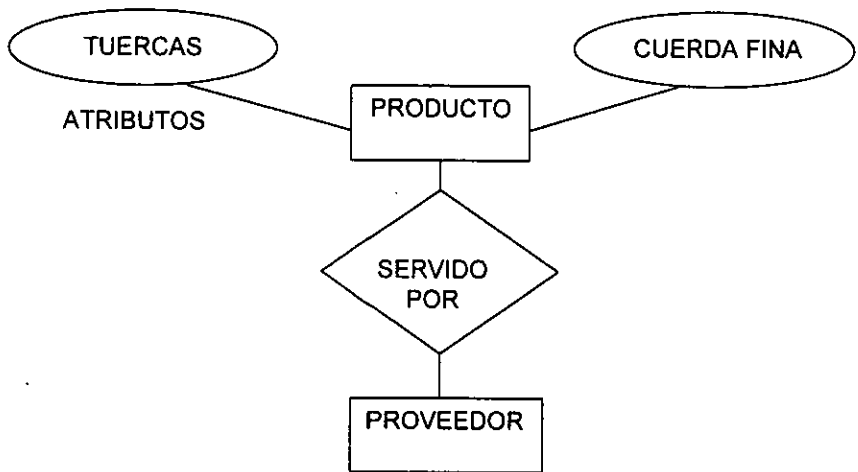 TUERCAS
CUERDA FINA
ATRIBUTOS
PRODUCTO
SERVIDO
POR
PROVEEDOR